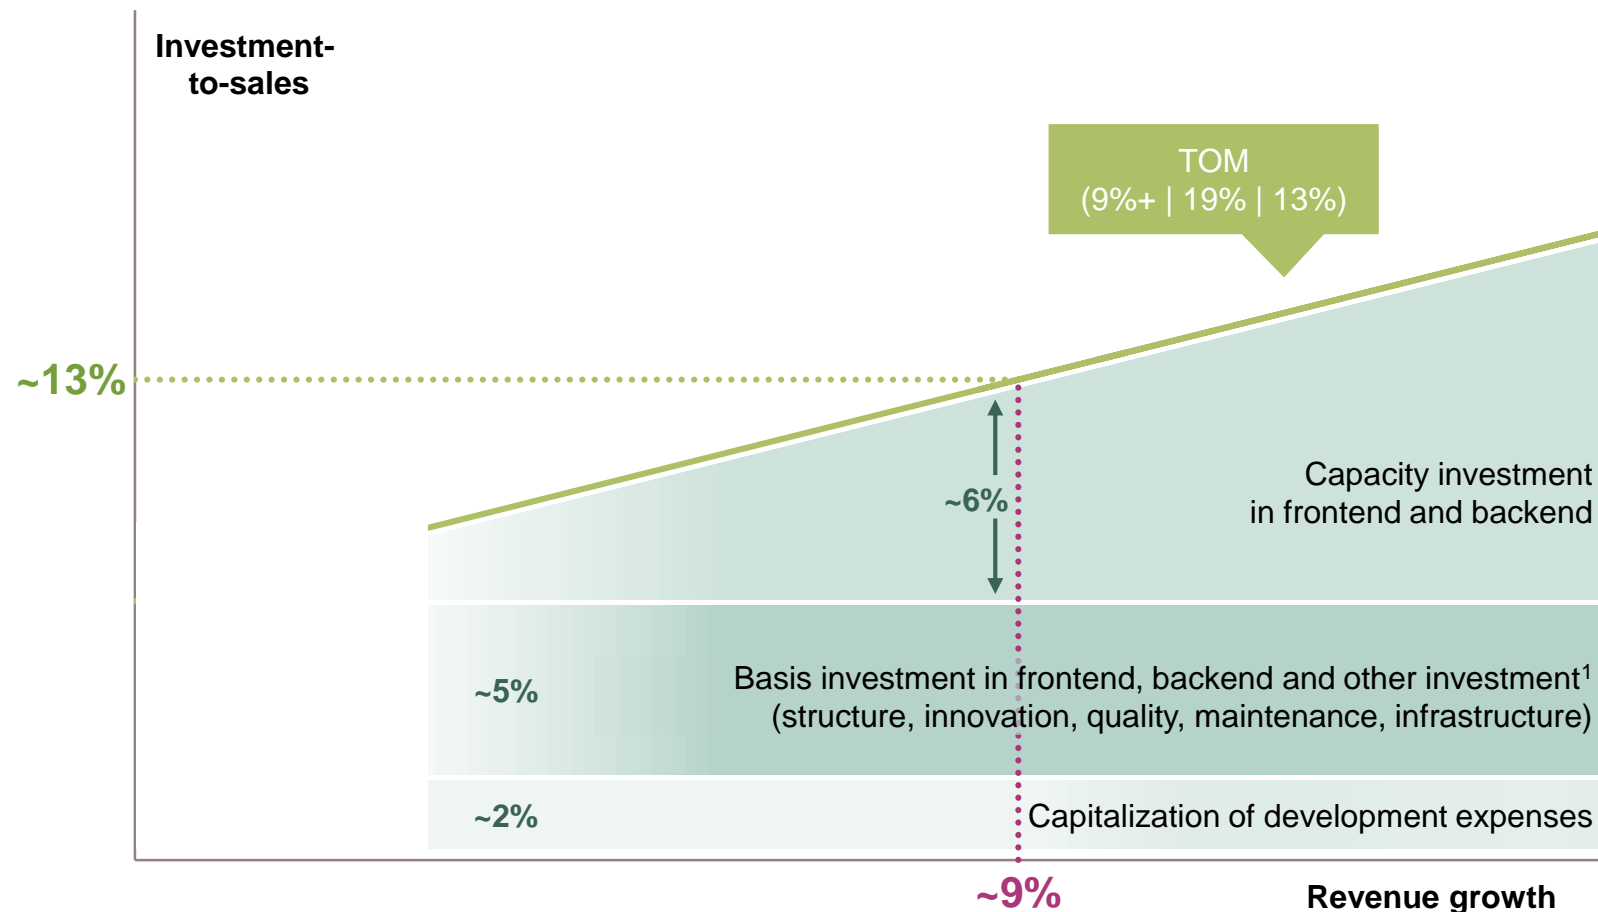 Investment-
to-sales
TOM
(9%+ | 19% | 13%)
~13%
~6%
Capacity investment
in frontend and backend
~5%
Basis investment in frontend, backend and other investment¹
(structure, innovation, quality, maintenance, infrastructure)
~2%
Capitalization of development expenses
~9%
Revenue growth